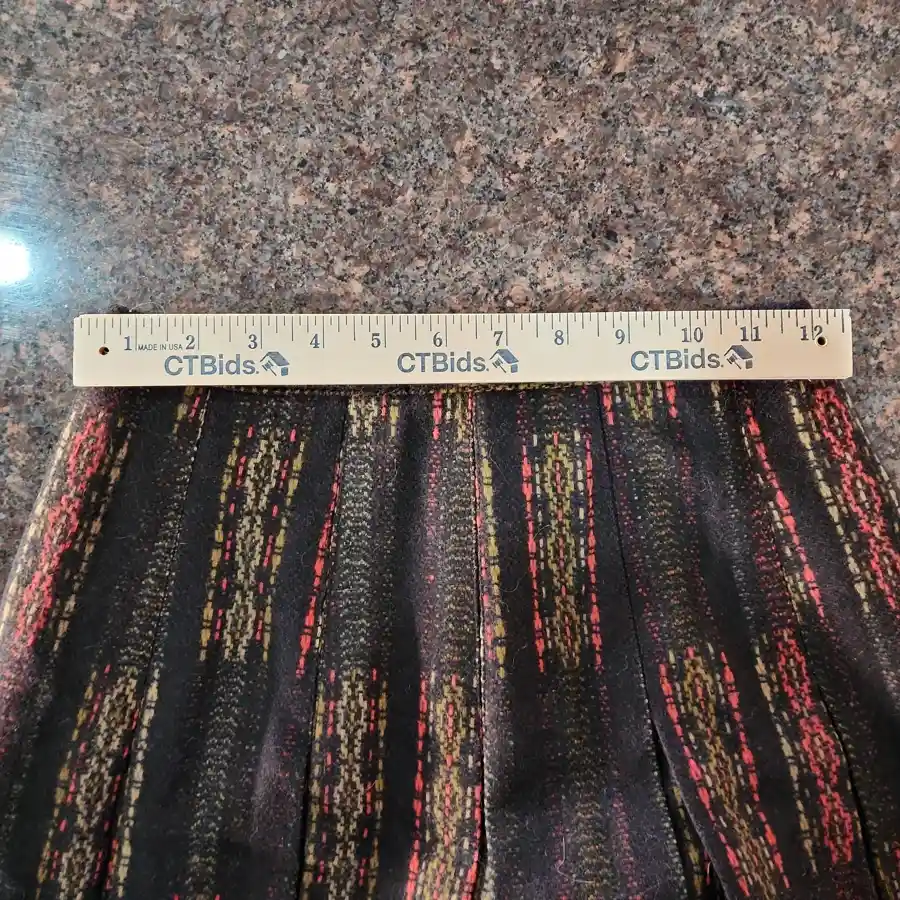 1 2 3 4 5 6 7 8 9 10 11 12
MADE IN USA
CTBids. CTBids. CTBids.